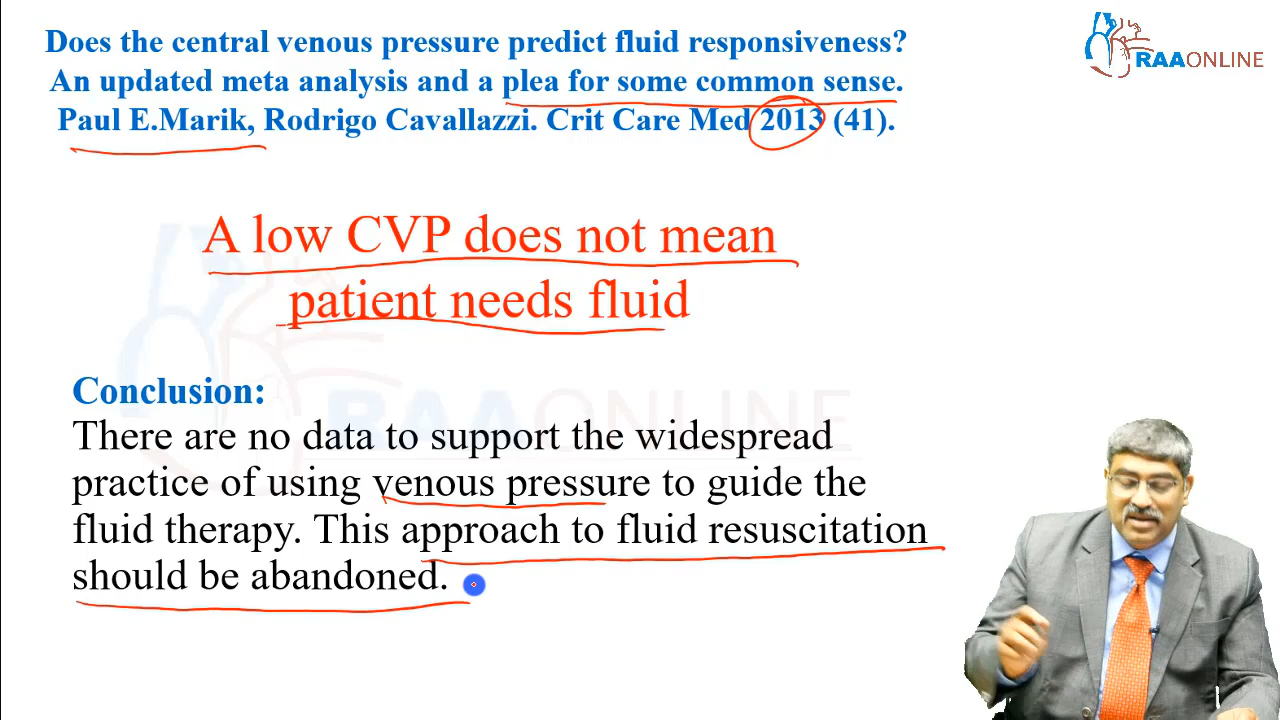 Does the central venous pressure predict fluid responsiveness?
An updated meta analysis and a plea for some common sense.
Paul E.Marik, Rodrigo Cavallazzi. Crit Care Med 2013 (41).
RAAONLINE
A low CVP does not mean
patient needs fluid
RAAONLINE
Conclusion:
There are no data to support the widespread
practice of using venous pressure to guide the
fluid therapy. This approach to fluid resuscitation
should be abandoned.